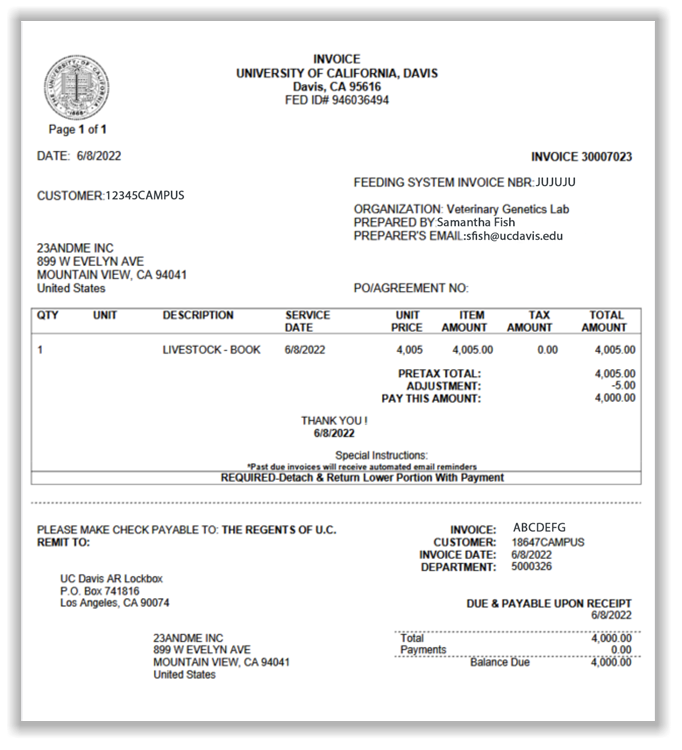 INVOICE
UNIVERSITY OF CALIFORNIA, DAVIS
Davis, CA 95616
FED ID# 946036494
Page 1 of 1
DATE: 6/8/2022
INVOICE 30007023
CUSTOMER:12345CAMPUS
FEEDING SYSTEM INVOICE NBR:JUJUJU
ORGANIZATION: Veterinary Genetics Lab
PREPARED BY:Samantha Fish
PREPARER'S EMAIL:sfish@ucdavis.edu
23ANDME INC
899 W EVELYN AVE
MOUNTAIN VIEW, CA 94041
United States
PO/AGREEMENT NO:
QTY UNIT DESCRIPTION SERVICE DATE UNIT PRICE ITEM AMOUNT TAX AMOUNT TOTAL AMOUNT
1 LIVESTOCK - BOOK 6/8/2022 4,005 4,005.00 0.00 4,005.00
PRETAX TOTAL: 4,005.00
ADJUSTMENT: -5.00
PAY THIS AMOUNT: 4,000.00
THANK YOU !
6/8/2022
Special Instructions:
*Past due invoices will receive automated email reminders
REQUIRED-Detach & Return Lower Portion With Payment
PLEASE MAKE CHECK PAYABLE TO: THE REGENTS OF U.C.
REMIT TO:
INVOICE: ABCDEFG
CUSTOMER: 18647CAMPUS
INVOICE DATE: 6/8/2022
DEPARTMENT: 5000326
UC Davis AR Lockbox
P.O. Box 741816
Los Angeles, CA 90074
DUE & PAYABLE UPON RECEIPT
6/8/2022
23ANDME INC
899 W EVELYN AVE
MOUNTAIN VIEW, CA 94041
United States
Total 4,000.00
Payments 0.00
Balance Due 4,000.00